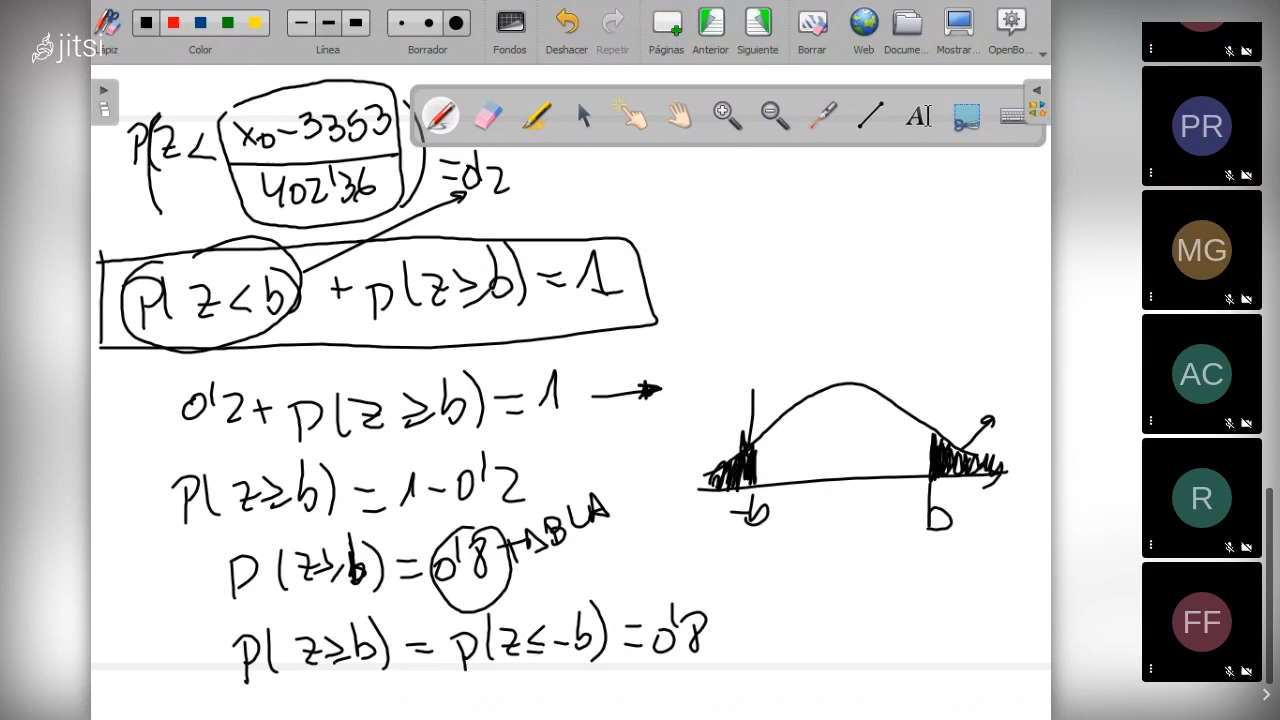 jitsi
Lápiz
Color
Línea
Borrador
Fondos
Deshacer
Repetir
Páginas
Anterior
Siguiente
Borrar
Web
Docume...
Mostrar...
OpenBo...
P(z < x0-3353 / 402'36) = 0'2
P(z < b) + p(z ≥ b) = 1
0'2 + p(z ≥ b) = 1 →
P(z ≥ b) = 1 - 0'2
P(z ≥ b) = 0'8 TABLA
P(z ≥ b) = p(z ≤ -b) = 0'8
-b
b
PR
MG
AC
R
FF